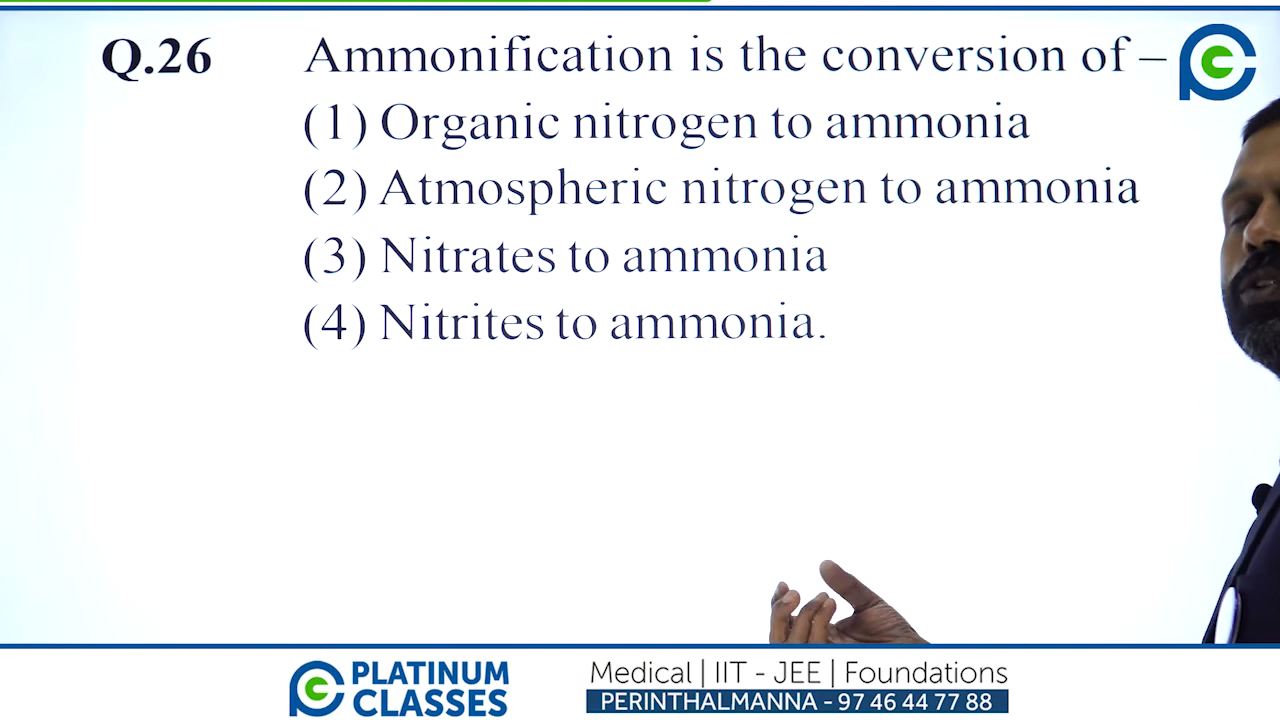 Q.26 Ammonification is the conversion of –
(1) Organic nitrogen to ammonia
(2) Atmospheric nitrogen to ammonia
(3) Nitrates to ammonia
(4) Nitrites to ammonia.
PLATINUM CLASSES
Medical | IIT - JEE | Foundations
PERINTHALMANNA - 97 46 44 77 88